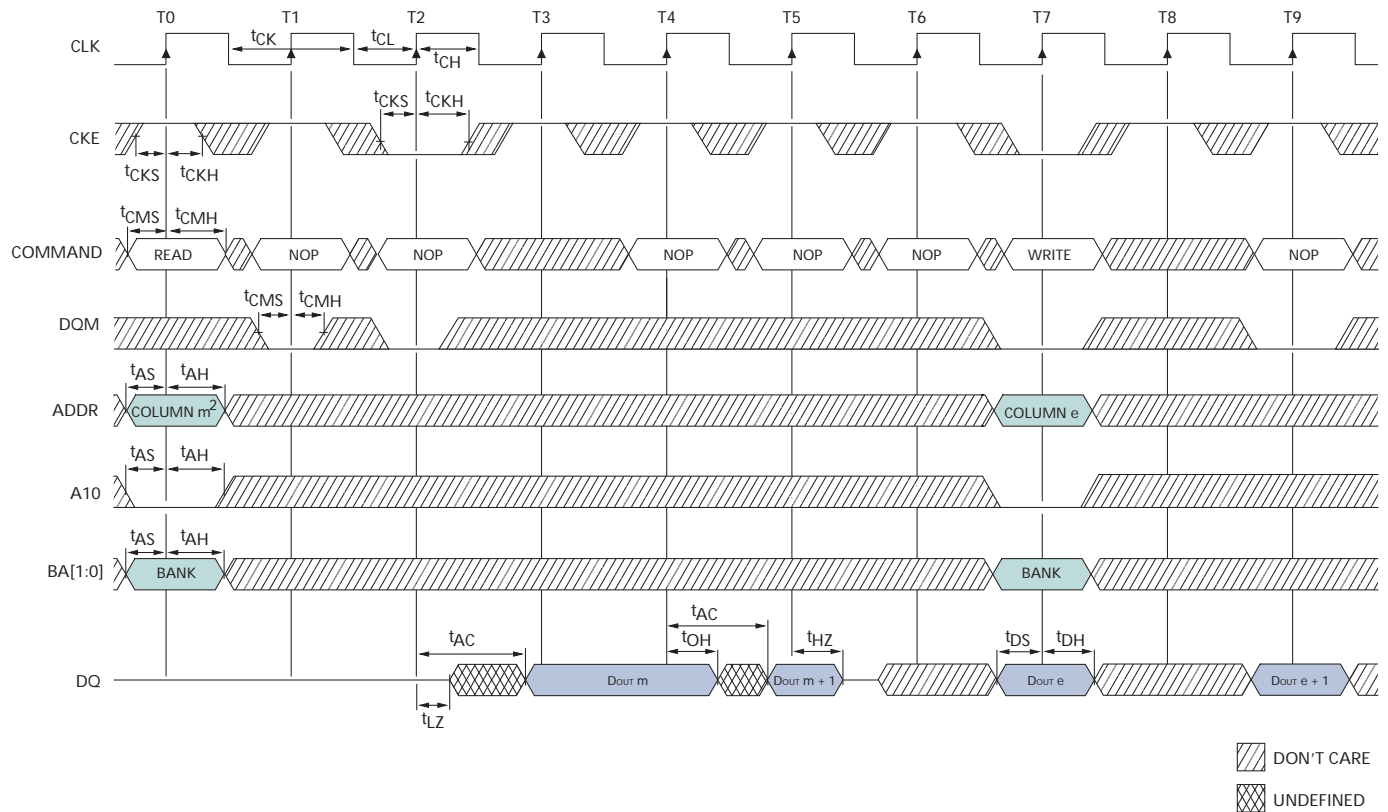 T0 T1 T2 T3 T4 T5 T6 T7 T8 T9
CLK
tCK tCL
tCH
tCKS tCKH
CKE
tCKS tCKH
tCMS tCMH
COMMAND READ NOP NOP NOP NOP NOP WRITE NOP
tCMS tCMH
DQM
tAS tAH
ADDR COLUMN m2 COLUMN e
tAS tAH
A10
tAS tAH
BA[1:0] BANK BANK
tAC
tAC tOH tHZ tDS tDH
DQ DOUT m DOUT m + 1 DOUT e DOUT e + 1
tLZ
DON'T CARE
UNDEFINED